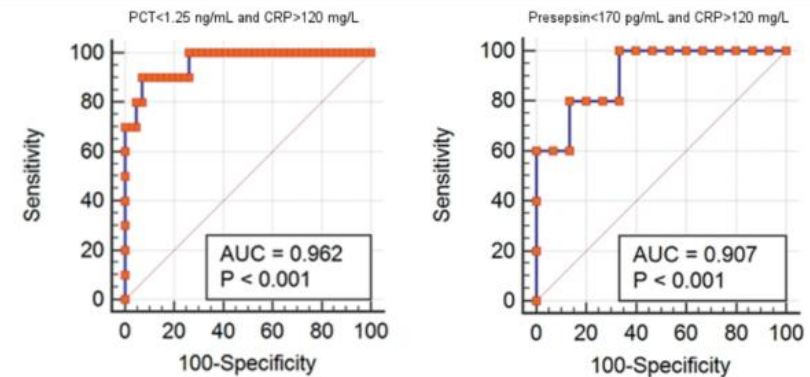 PCT<1.25 ng/mL and CRP>120 mg/L
100
80
60
40
20
0
Sensitivity
AUC = 0.962
P < 0.001
0 20 40 60 80 100
100-Specificity
Presepsin<170 pg/mL and CRP>120 mg/L
100
80
60
40
20
0
Sensitivity
AUC = 0.907
P < 0.001
0 20 40 60 80 100
100-Specificity